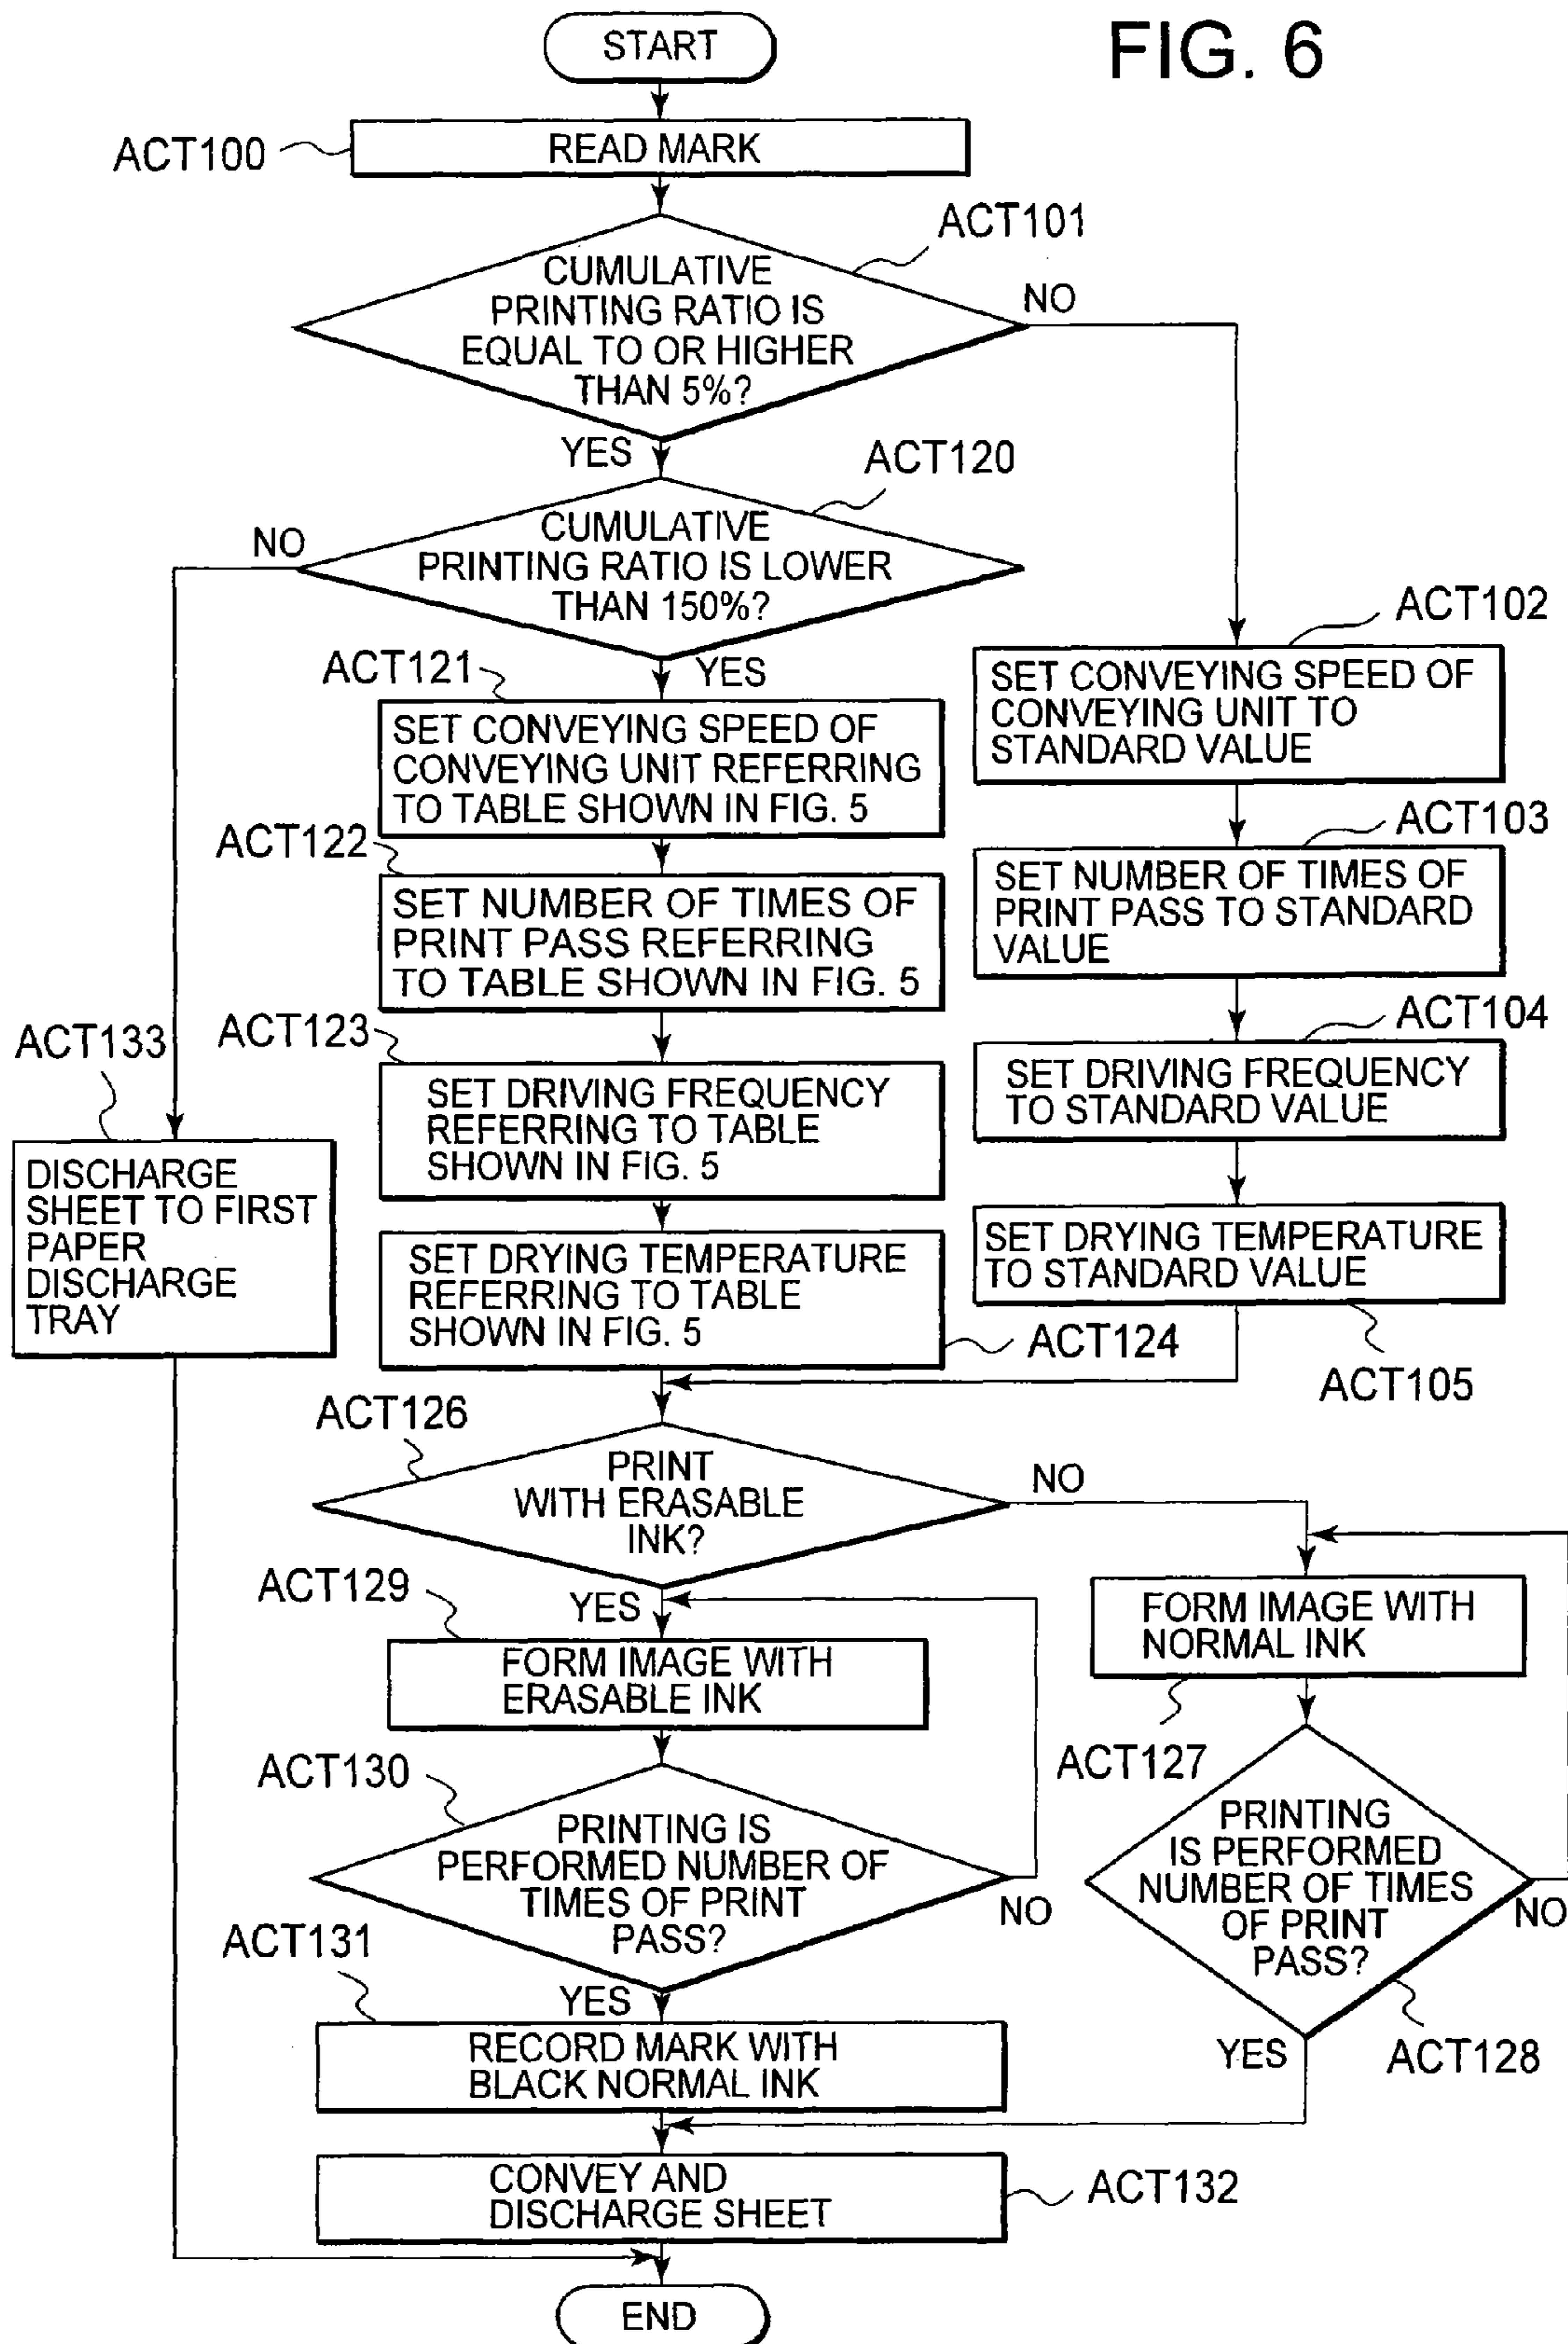 FIG. 6
START
ACT100
READ MARK
ACT101
CUMULATIVE
PRINTING RATIO IS
EQUAL TO OR HIGHER
THAN 5%?
NO
YES
ACT120
CUMULATIVE
PRINTING RATIO IS LOWER
THAN 150%?
NO
YES
ACT102
SET CONVEYING SPEED OF
CONVEYING UNIT TO
STANDARD VALUE
ACT121
SET CONVEYING SPEED OF
CONVEYING UNIT REFERRING
TO TABLE SHOWN IN FIG. 5
ACT103
SET NUMBER OF TIMES OF
PRINT PASS TO STANDARD
VALUE
ACT122
SET NUMBER OF TIMES OF
PRINT PASS REFERRING
TO TABLE SHOWN IN FIG. 5
ACT104
SET DRIVING FREQUENCY
TO STANDARD VALUE
ACT123
SET DRIVING FREQUENCY
REFERRING TO TABLE
SHOWN IN FIG. 5
ACT133
DISCHARGE
SHEET TO FIRST
PAPER
DISCHARGE
TRAY
SET DRYING TEMPERATURE
TO STANDARD VALUE
ACT105
SET DRYING TEMPERATURE
REFERRING TO TABLE
SHOWN IN FIG. 5
ACT124
ACT126
PRINT
WITH ERASABLE
INK?
NO
YES
ACT129
FORM IMAGE WITH
ERASABLE INK
FORM IMAGE WITH
NORMAL INK
ACT127
ACT130
PRINTING IS
PERFORMED NUMBER OF
TIMES OF PRINT
PASS?
NO
YES
PRINTING
IS PERFORMED
NUMBER OF TIMES
OF PRINT
PASS?
NO
YES
ACT128
ACT131
RECORD MARK WITH
BLACK NORMAL INK
CONVEY AND
DISCHARGE SHEET
ACT132
END